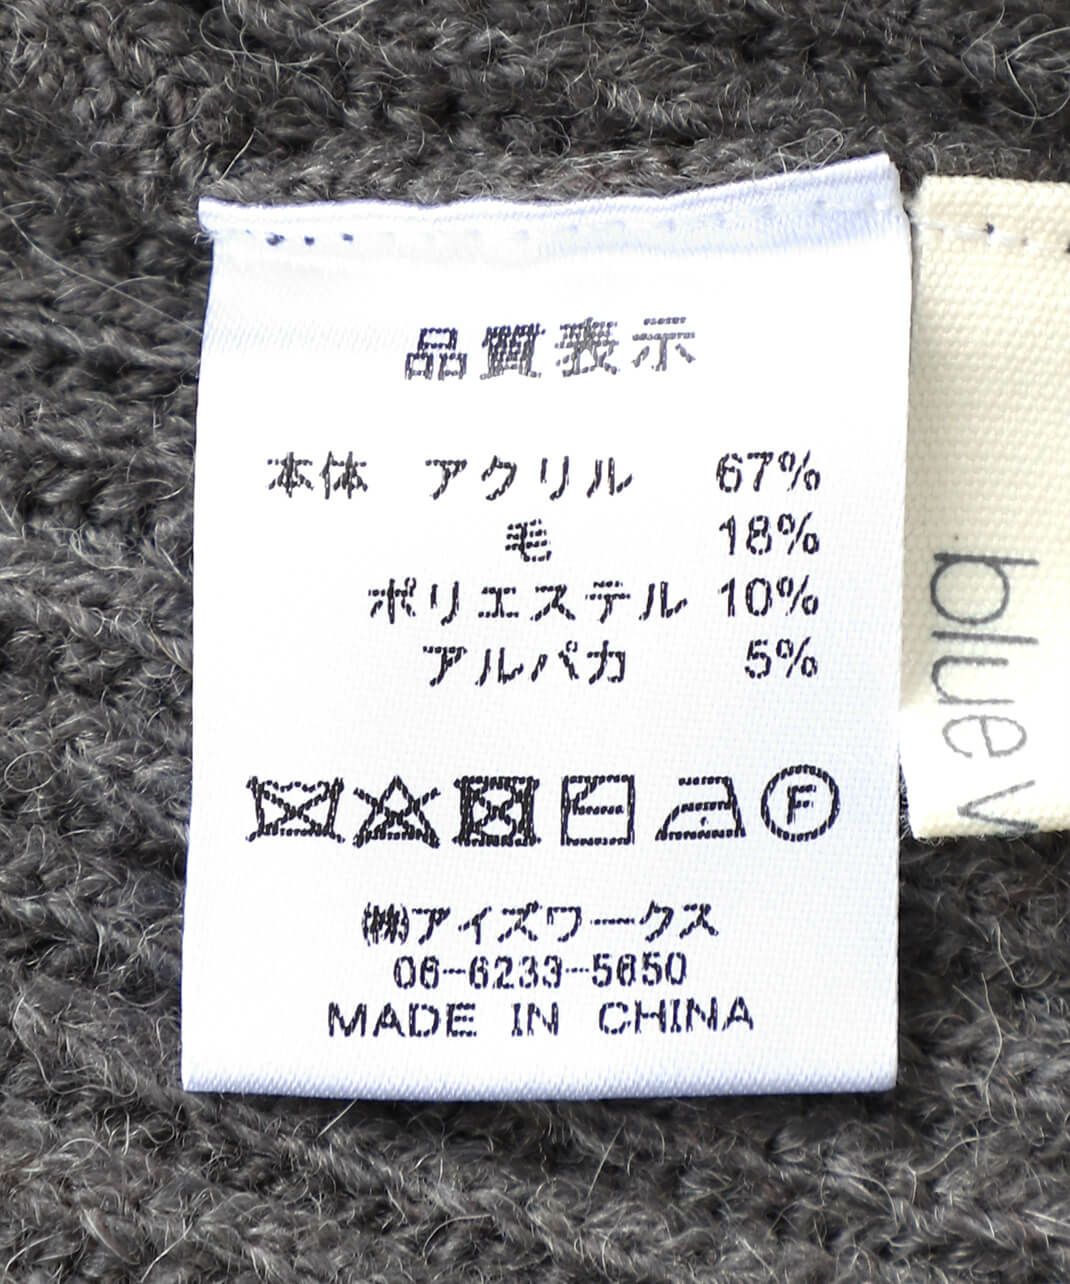 品質表示
本体 アクリル 67%
毛 18%
ポリエステル 10%
アルパカ 5%
F
㈱アイズワークス
06-6233-5650
MADE IN CHINA
blue